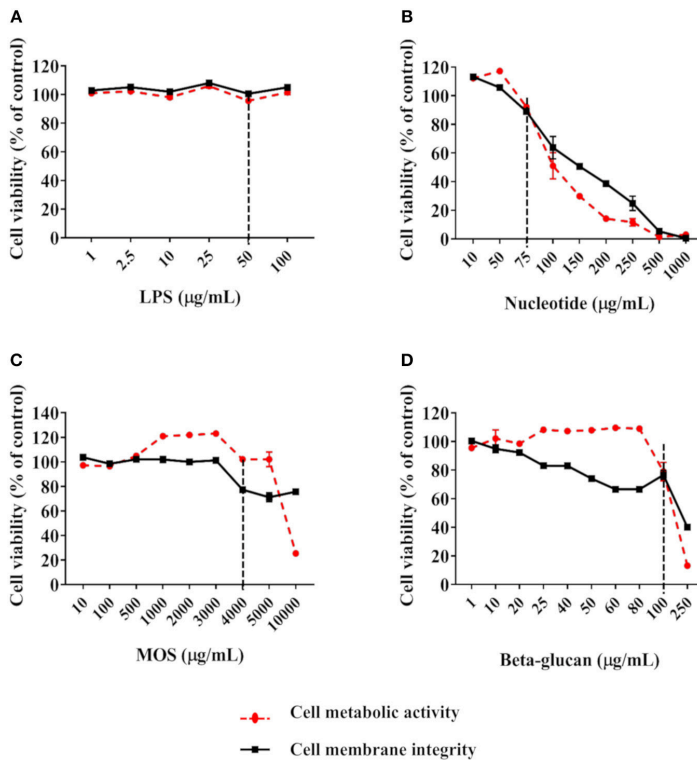 A
Cell viability (% of control)
120
100
80
60
40
20
0
1 2.5 10 25 50 100
LPS (µg/mL)
B
Cell viability (% of control)
120
100
80
60
40
20
0
10 50 75 100 150 200 250 500 1000
Nucleotide (µg/mL)
C
Cell viability (% of control)
140
120
100
80
60
40
20
0
10 100 500 1000 2000 3000 4000 5000 10000
MOS (µg/mL)
D
Cell viability (% of control)
120
100
80
60
40
20
0
1 10 20 25 40 50 60 80 100 250
Beta-glucan (µg/mL)
Cell metabolic activity
Cell membrane integrity